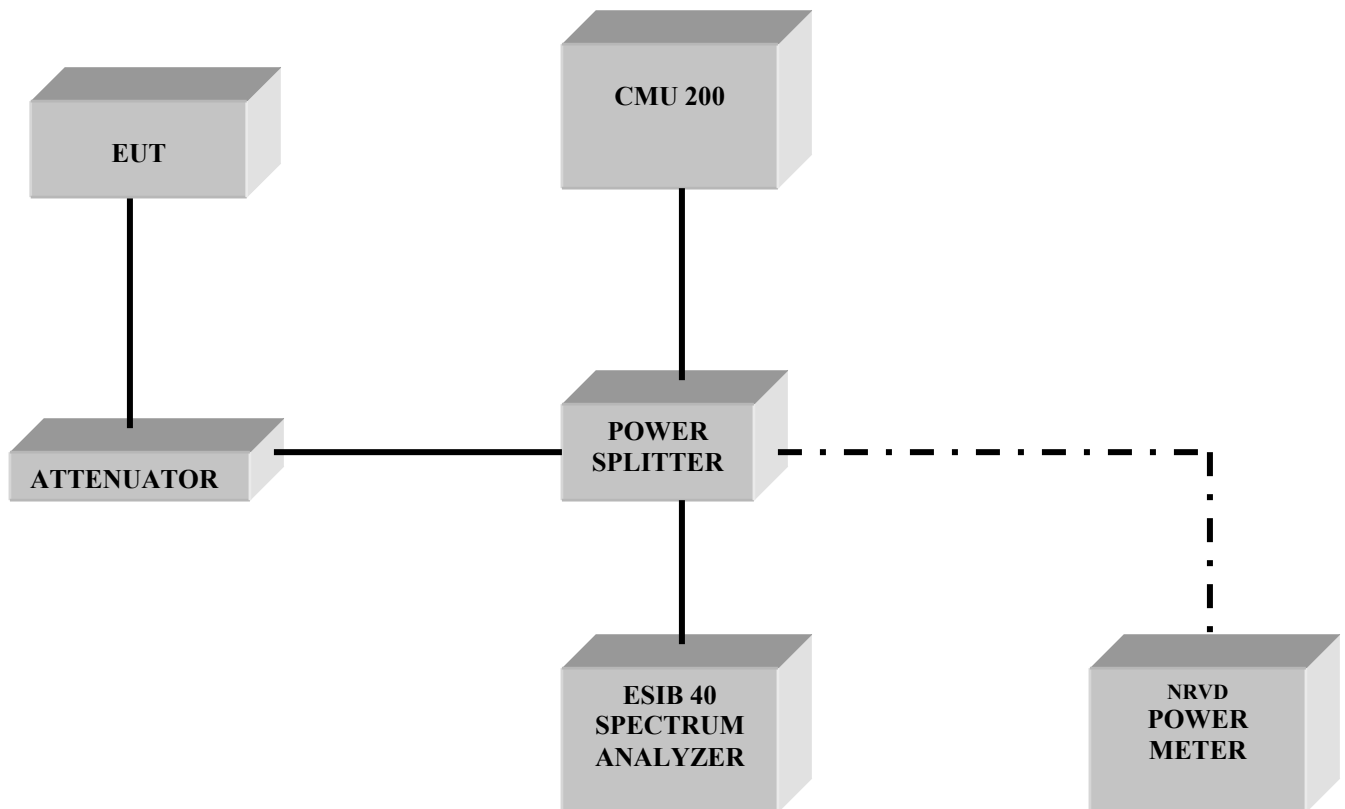 CMU 200
EUT
POWER
SPLITTER
ATTENUATOR
ESIB 40
SPECTRUM
ANALYZER
NRVD
POWER
METER